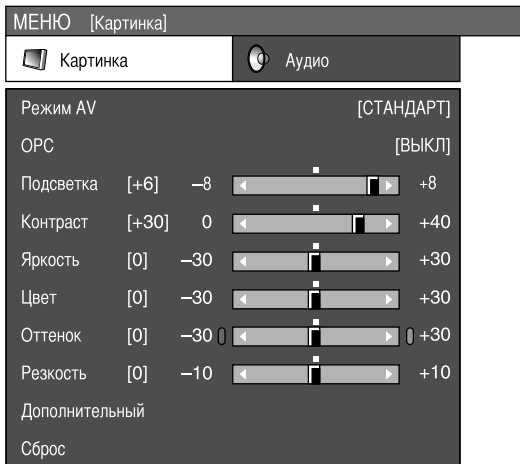 МЕНЮ [Картинка]
Картинка Аудио
Режим AV [СТАНДАРТ]
OPC [ВЫКЛ]
Подсветка [+6] –8 +8
Контраст [+30] 0 +40
Яркость [0] –30 +30
Цвет [0] –30 +30
Оттенок [0] –30 +30
Резкость [0] –10 +10
Дополнительный
Сброс